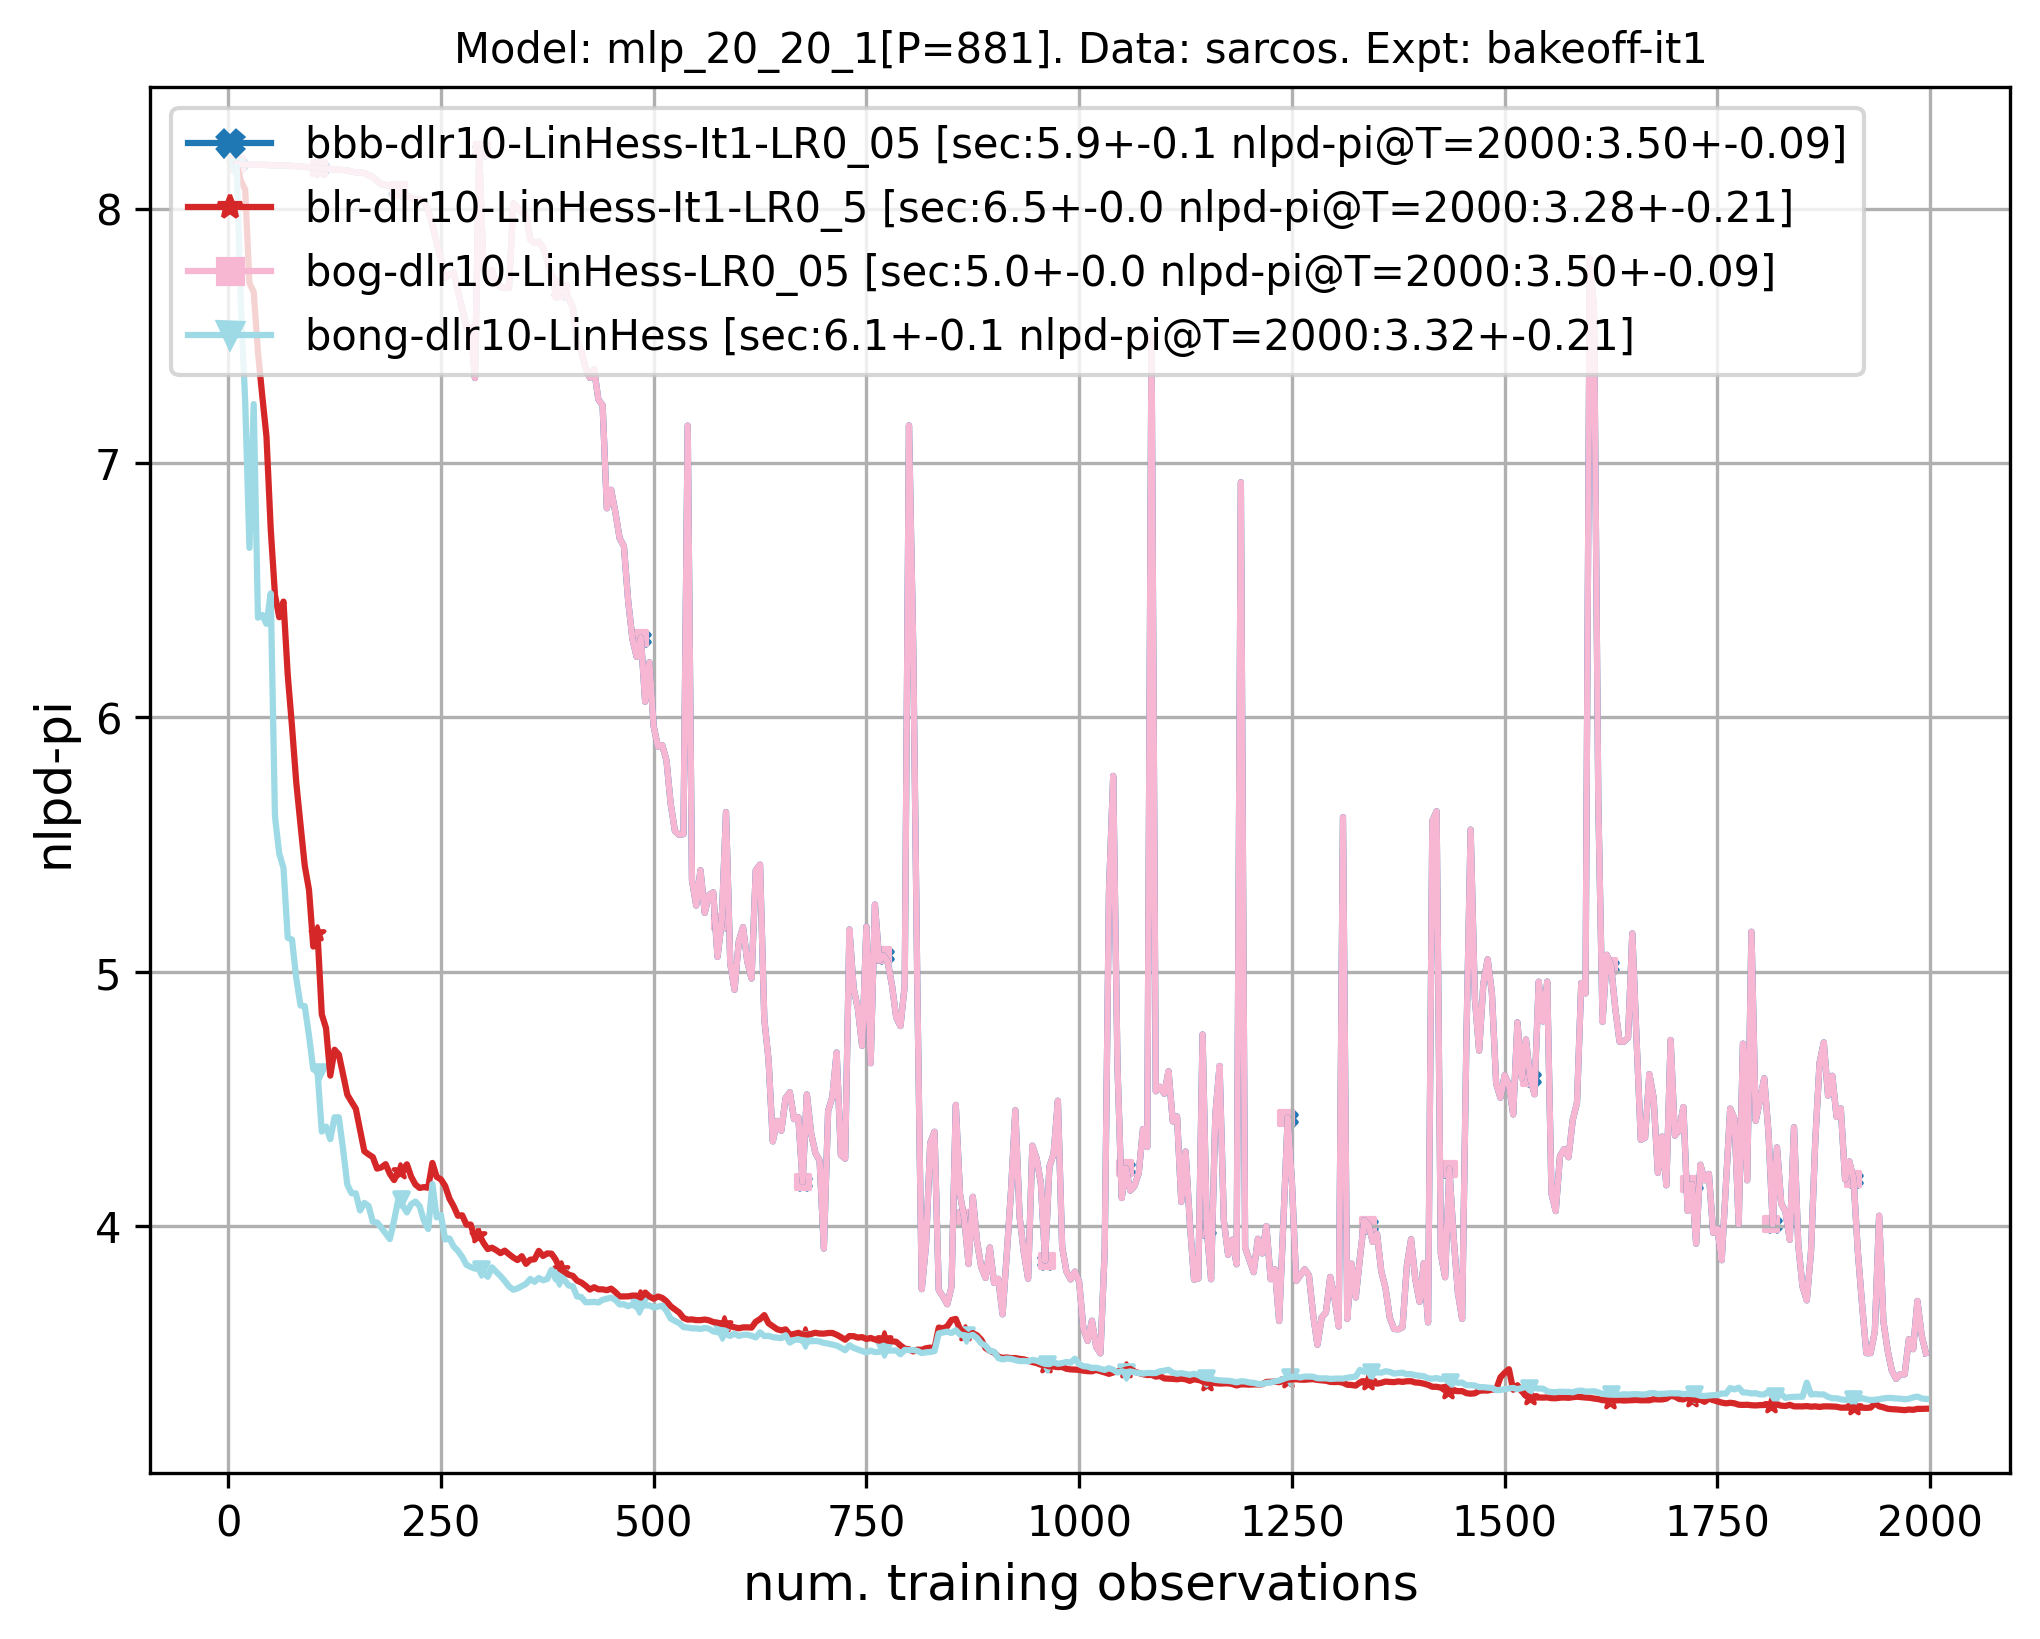 Model: mlp_20_20_1[P=881]. Data: sarcos. Expt: bakeoff-it1
bbb-dlr10-LinHess-It1-LR0_05 [sec:5.9+-0.1 nlpd-pi@T=2000:3.50+-0.09]
blr-dlr10-LinHess-It1-LR0_5 [sec:6.5+-0.0 nlpd-pi@T=2000:3.28+-0.21]
bog-dlr10-LinHess-LR0_05 [sec:5.0+-0.0 nlpd-pi@T=2000:3.50+-0.09]
bong-dlr10-LinHess [sec:6.1+-0.1 nlpd-pi@T=2000:3.32+-0.21]
8
7
6
5
4
nlpd-pi
0 250 500 750 1000 1250 1500 1750 2000
num. training observations